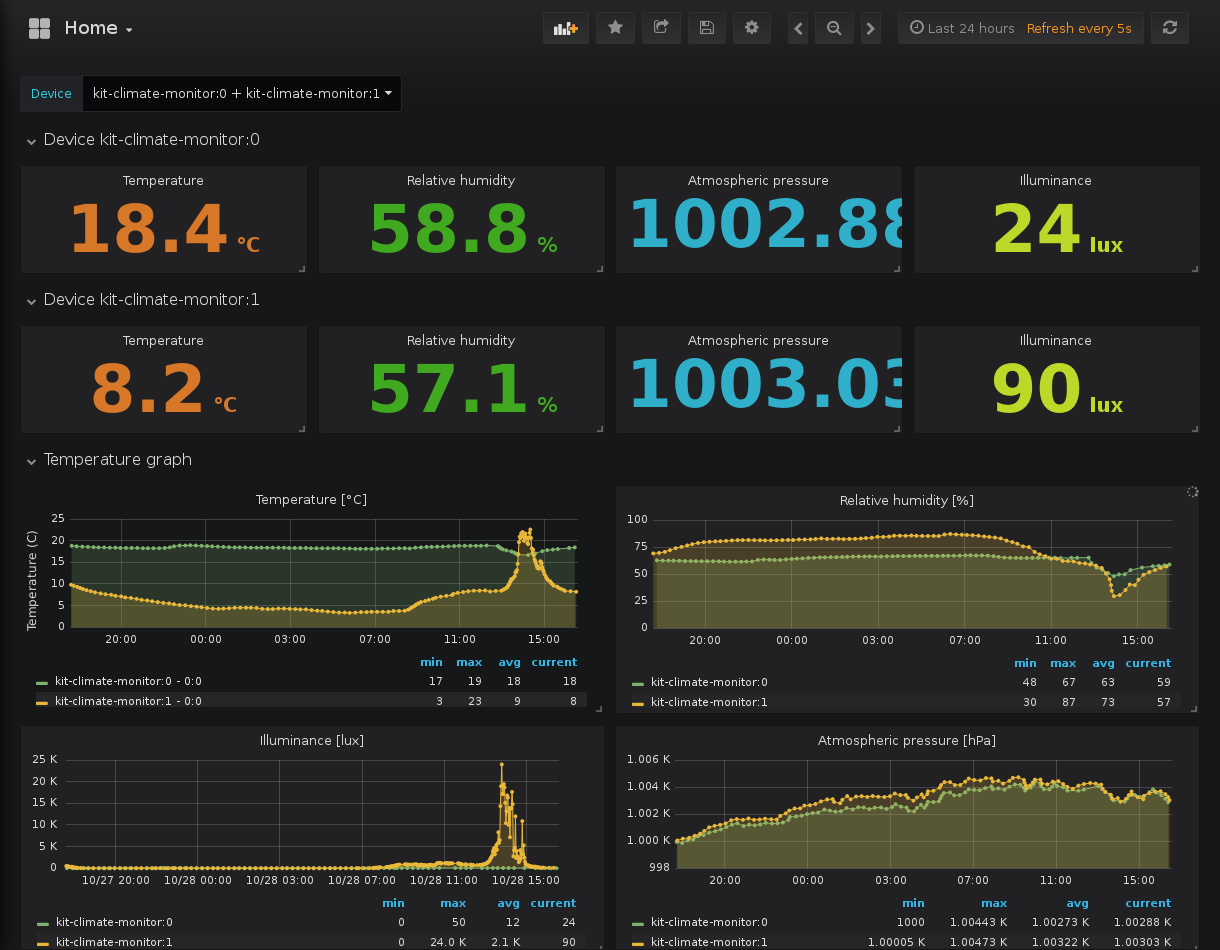 Home
Last 24 hours Refresh every 5s
Device kit-climate-monitor:0 + kit-climate-monitor:1
Device kit-climate-monitor:0
Temperature Relative humidity Atmospheric pressure Illuminance
18.4 °C 58.8 % 1002.88 24 lux
Device kit-climate-monitor:1
Temperature Relative humidity Atmospheric pressure Illuminance
8.2 °C 57.1 % 1003.03 90 lux
Temperature graph
Temperature [°C]
Temperature (C)
25
20
15
10
5
0
20:00 00:00 03:00 07:00 11:00 15:00
min max avg current
kit-climate-monitor:0 - 0:0 17 19 18 18
kit-climate-monitor:1 - 0:0 3 23 9 8
Relative humidity [%]
100
75
50
25
0
20:00 00:00 03:00 07:00 11:00 15:00
min max avg current
kit-climate-monitor:0 48 67 63 59
kit-climate-monitor:1 30 87 73 57
Illuminance [lux]
25 K
20 K
15 K
10 K
5 K
0
10/27 20:00 10/28 00:00 10/28 03:00 10/28 07:00 10/28 11:00 10/28 15:00
min max avg current
kit-climate-monitor:0 0 50 12 24
kit-climate-monitor:1 0 24.0 K 2.1 K 90
Atmospheric pressure [hPa]
1.006 K
1.004 K
1.002 K
1.000 K
998
20:00 00:00 03:00 07:00 11:00 15:00
min max avg current
kit-climate-monitor:0 1000 1.00443 K 1.00273 K 1.00288 K
kit-climate-monitor:1 1.00005 K 1.00473 K 1.00322 K 1.00303 K